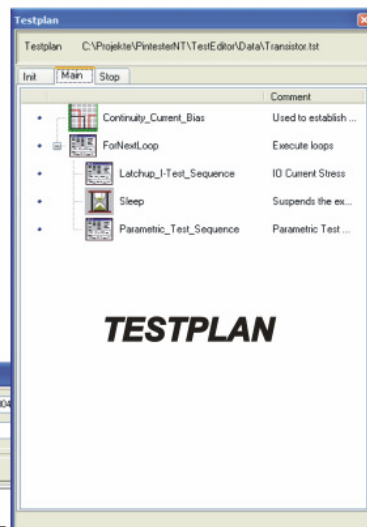 Testplan
Testplan C:\Projekte\PintesterNT\TestEditor\Data\Transistor.tst
Init Main Stop
Comment
Continuity_Current_Bias Used to establish ...
ForNextLoop Execute loops
Latchup_I-Test_Sequence IO Current Stress
Sleep Suspends the ex...
Parametric_Test_Sequence Parametric Test ...
TESTPLAN